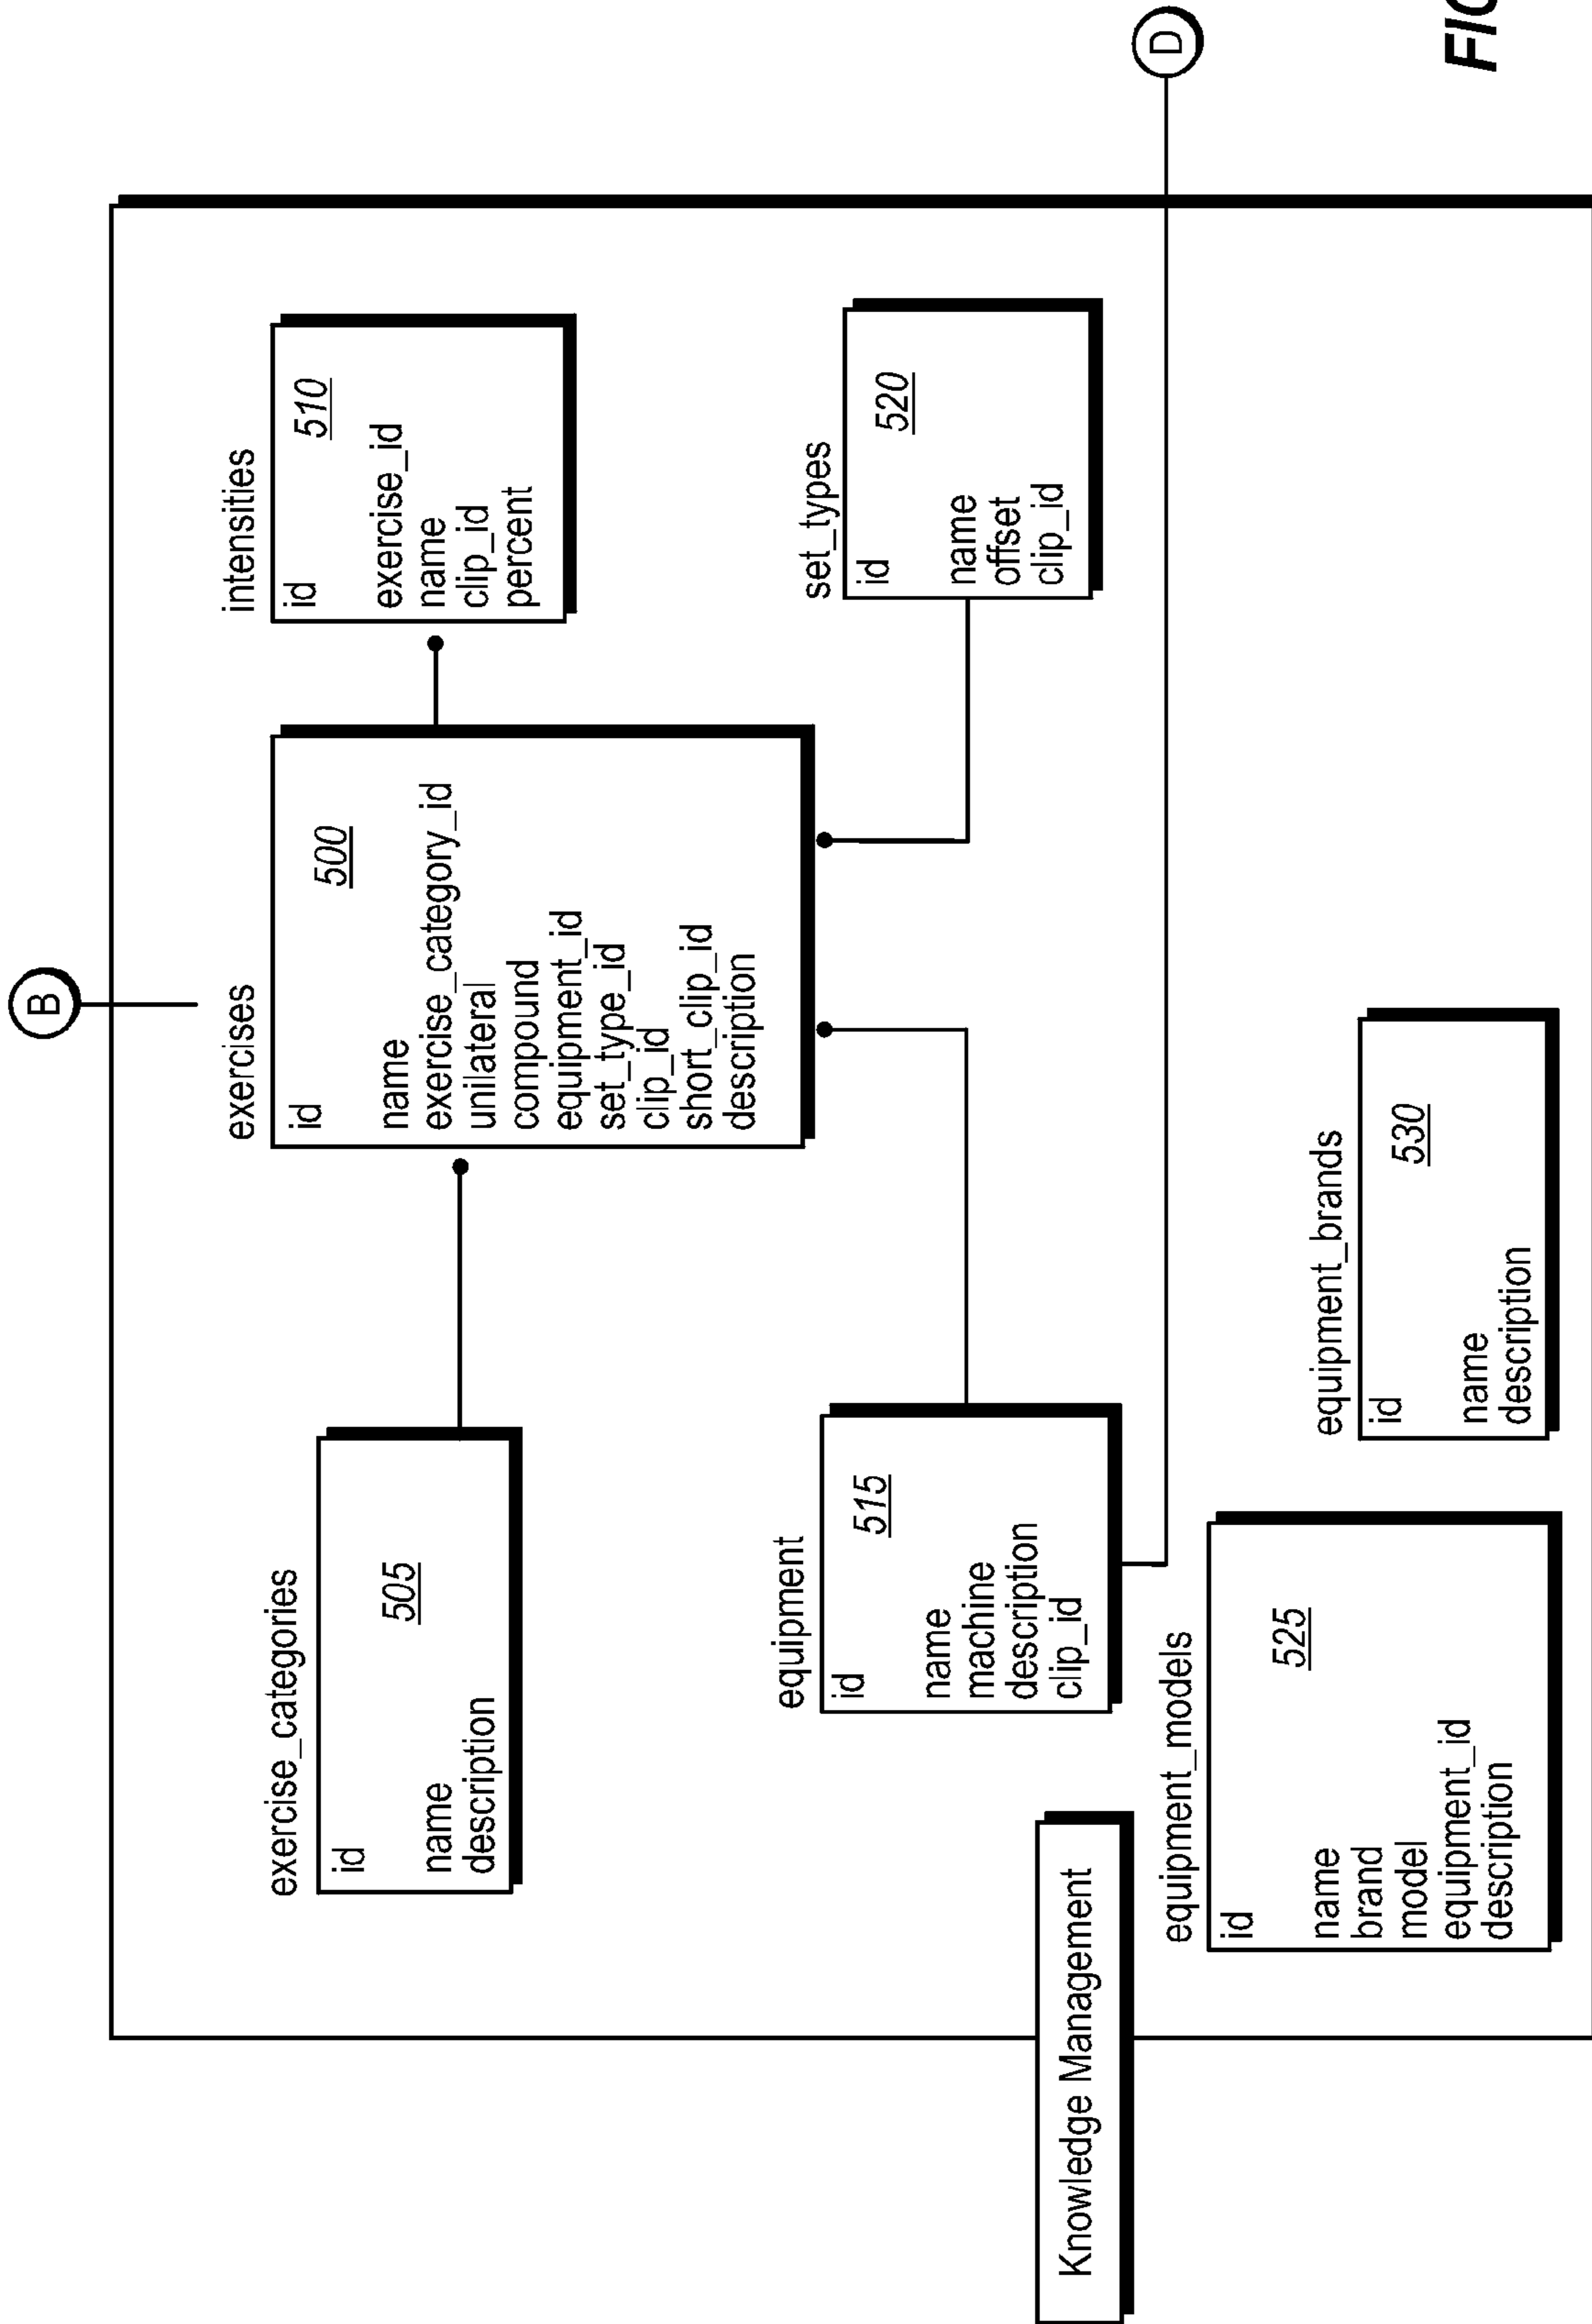 B
exercise_categories
505
id
name
description
exercises
500
id
name
exercise_category_id
unilateral
compound
equipment_id
set_type_id
clip_id
short_clip_id
description
intensities
510
id
exercise_id
name
clip_id
percent
equipment
515
id
name
machine
description
clip_id
set_types
520
id
name
offset
clip_id
Knowledge Management
D
equipment_models
525
id
name
brand
model
equipment_id
description
equipment_brands
530
id
name
description